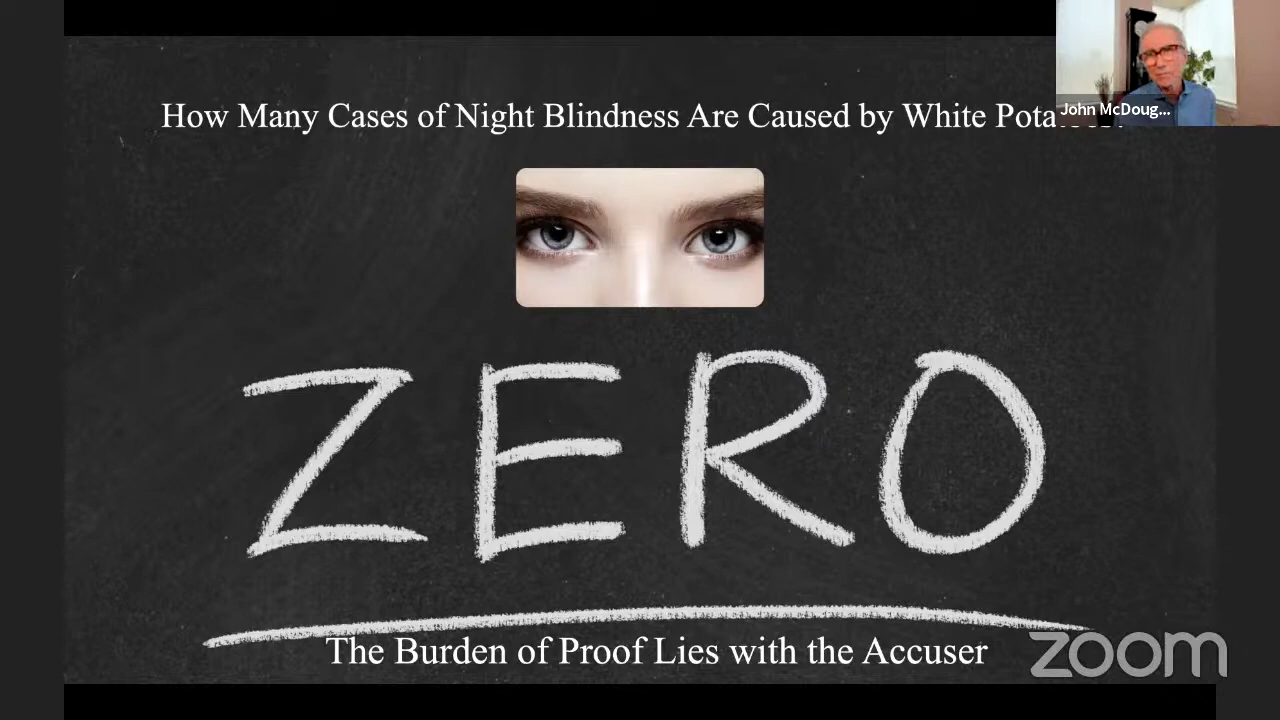 How Many Cases of Night Blindness Are Caused by White
John McDoug...
ZERO
The Burden of Proof Lies with the Accuser
zoom